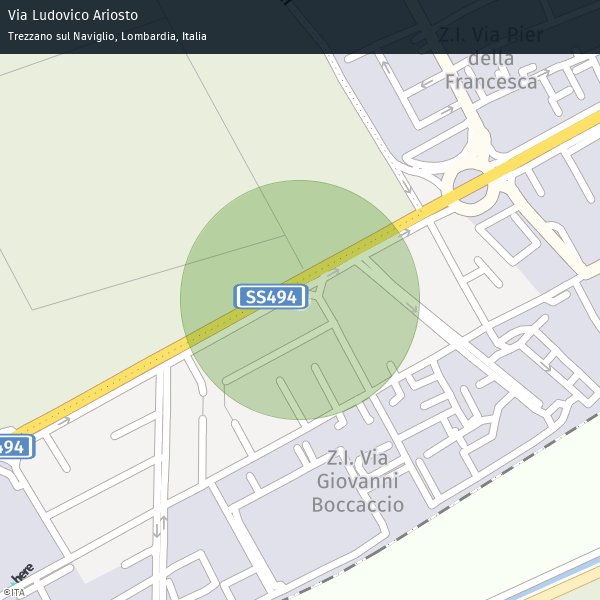 Via Ludovico Ariosto
Trezzano sul Naviglio, Lombardia, Italia
Z.I. Via Pier
della
Francesca
SS494
494
Z.I. Via
Giovanni
Boccaccio
here
©ITA